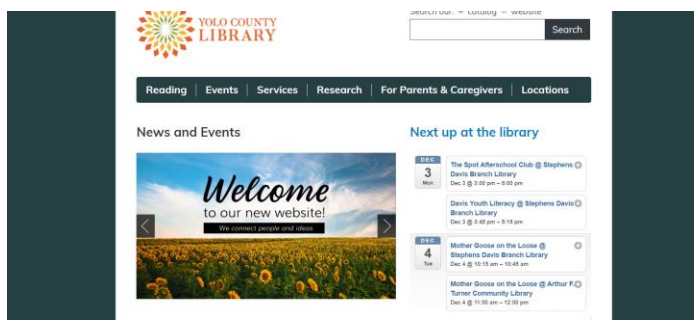 YOLO COUNTY
LIBRARY
Search our: catalog website
Search
Reading Events Services Research For Parents & Caregivers Locations
News and Events
Next up at the library
Welcome
to our new website!
We connect people and ideas
DEC
3
Mon
The Spot Afterschool Club @ Stephens
Davis Branch Library
Dec 3 @ 3:00 pm –
Davis Youth Literacy @ Stephens Davis
Branch Library
Dec 3 @ 3:45 pm – 5:15 pm
DEC
4
Tue
Mother Goose on the Loose @
Stephens Davis Branch Library
Dec 4 @ 10:15 am – 10:45 am
Mother Goose on the Loose @ Arthur F.
Turner Community Library
Dec 4 @ 11:30 am – 12:00 pm